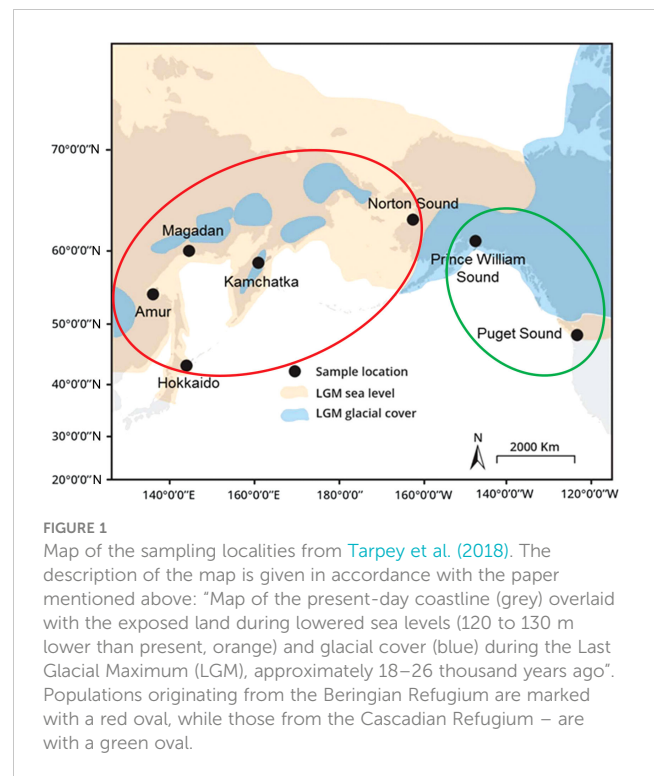 70°0'0"N
60°0'0"N
50°0'0"N
40°0'0"N
30°0'0"N
20°0'0"N
Norton Sound
Magadan
Prince William
Sound
Kamchatka
Amur
Puget Sound
Hokkaido
Sample location
LGM sea level
LGM glacial cover
N
2000 Km
140°0'0"E
160°0'0"E
180°0'0"
160°0'0"W
140°0'0"W
120°0'0"W
FIGURE 1
Map of the sampling localities from Tarpey et al. (2018). The
description of the map is given in accordance with the paper
mentioned above: “Map of the present-day coastline (grey) overlaid
with the exposed land during lowered sea levels (120 to 130 m
lower than present, orange) and glacial cover (blue) during the Last
Glacial Maximum (LGM), approximately 18–26 thousand years ago”.
Populations originating from the Beringian Refugium are marked
with a red oval, while those from the Cascadian Refugium – are
with a green oval.